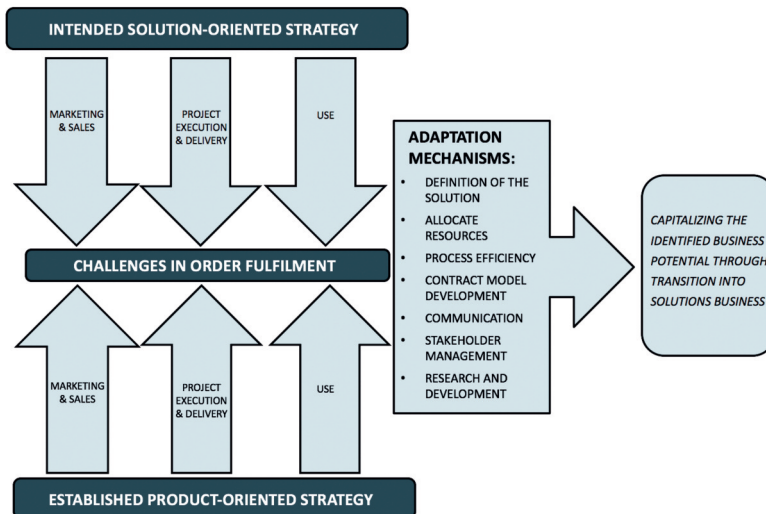 INTENDED SOLUTION-ORIENTED STRATEGY
MARKETING
& SALES
PROJECT
EXECUTION
& DELIVERY
USE
CHALLENGES IN ORDER FULFILMENT
MARKETING
& SALES
PROJECT
EXECUTION
& DELIVERY
USE
ESTABLISHED PRODUCT-ORIENTED STRATEGY
ADAPTATION
MECHANISMS:
• DEFINITION OF THE
SOLUTION
• ALLOCATE
RESOURCES
• PROCESS EFFICIENCY
• CONTRACT MODEL
DEVELOPMENT
• COMMUNICATION
• STAKEHOLDER
MANAGEMENT
• RESEARCH AND
DEVELOPMENT
CAPITALIZING THE
IDENTIFIED BUSINESS
POTENTIAL THROUGH
TRANSITION INTO
SOLUTIONS BUSINESS